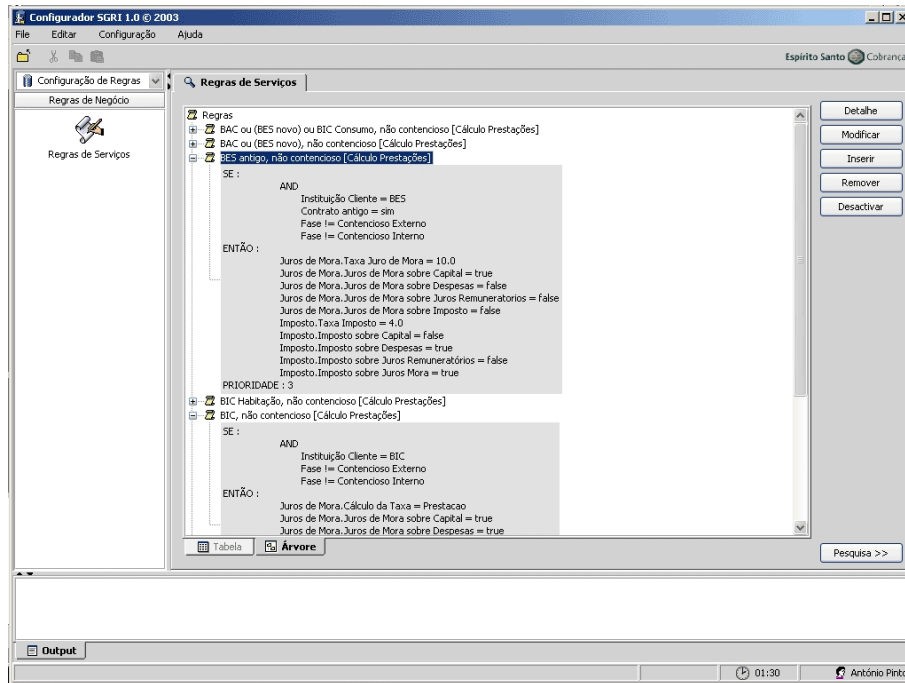 Configurador SGRI 1.0 © 2003
File Editar Configuração Ajuda
Espírito Santo Cobrança
Configuração de Regras
Regras de Negócio
Regras de Serviços
Regras de Serviços
Regras
BAC ou (BES novo) ou BIC Consumo, não contencioso [Cálculo Prestações]
BAC ou (BES novo), não contencioso [Cálculo Prestações]
BES antigo, não contencioso [Cálculo Prestações]
SE :
AND
Instituição Cliente = BES
Contrato antigo = sim
Fase != Contencioso Externo
Fase != Contencioso Interno
ENTÃO :
Juros de Mora.Taxa Juro de Mora = 10.0
Juros de Mora.Juros de Mora sobre Capital = true
Juros de Mora.Juros de Mora sobre Despesas = false
Juros de Mora.Juros de Mora sobre Juros Remuneratorios = false
Juros de Mora.Juros de Mora sobre Imposto = false
Imposto.Taxa Imposto = 4.0
Imposto.Imposto sobre Capital = false
Imposto.Imposto sobre Despesas = true
Imposto.Imposto sobre Juros Remuneratórios = false
Imposto.Imposto sobre Juros Mora = true
PRIORIDADE : 3
BIC Habitação, não contencioso [Cálculo Prestações]
BIC, não contencioso [Cálculo Prestações]
SE :
AND
Instituição Cliente = BIC
Fase != Contencioso Externo
Fase != Contencioso Interno
ENTÃO :
Juros de Mora.Cálculo da Taxa = Prestacao
Juros de Mora.Juros de Mora sobre Capital = true
Juros de Mora.Juros de Mora sobre Despesas = true
Detalhe
Modificar
Inserir
Remover
Desactivar
Tabela Árvore
Pesquisa >>
Output
01:30 António Pinto